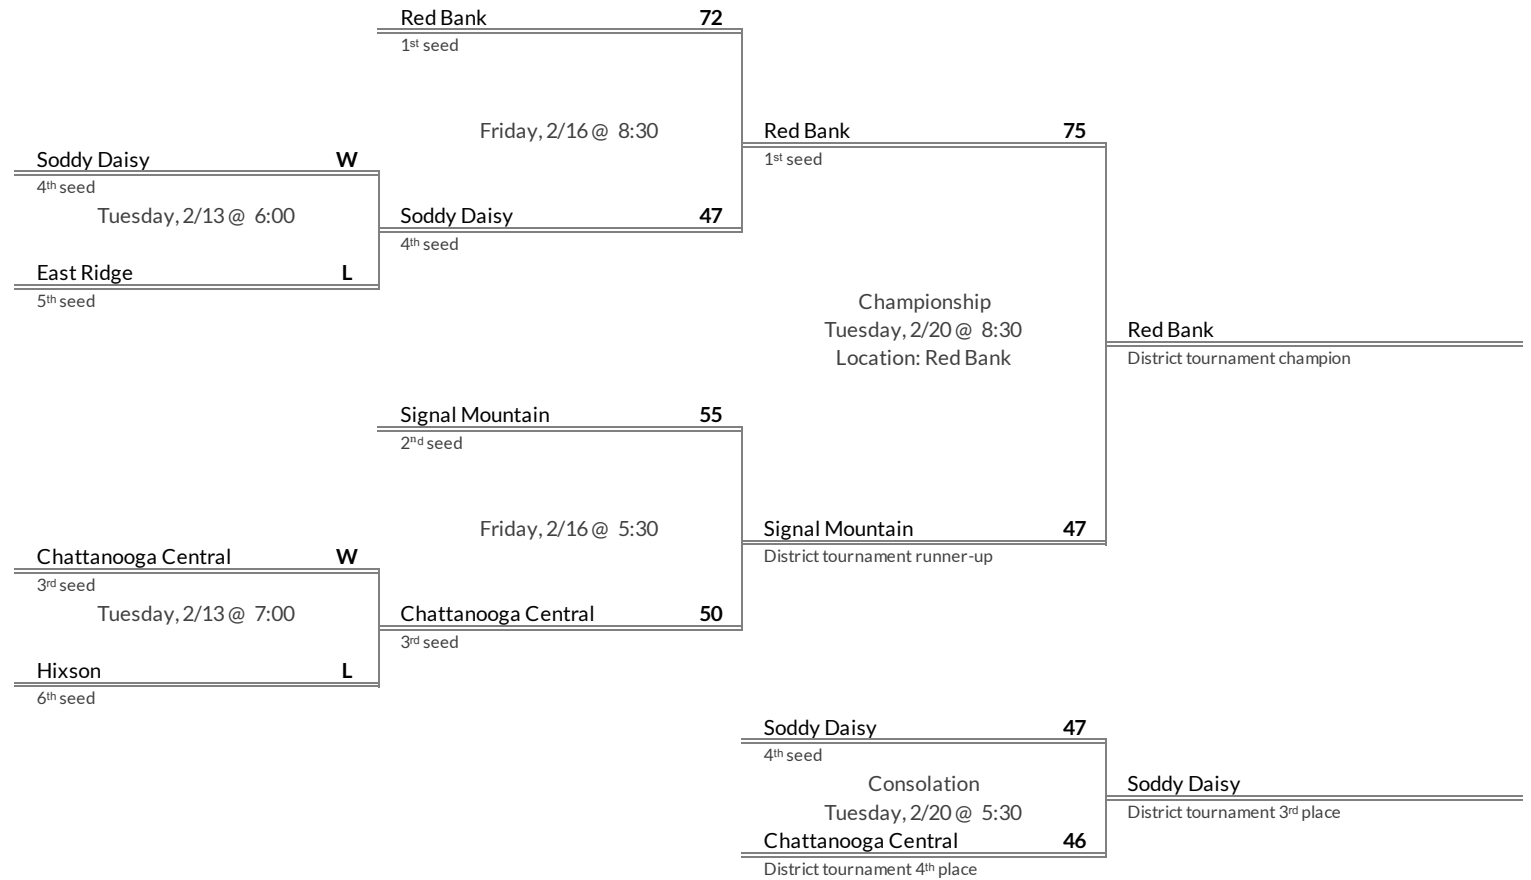 Red Bank 72
1st seed
Friday, 2/16 @ 8:30
Red Bank 75
1st seed
Soddy Daisy W
4th seed
Tuesday, 2/13 @ 6:00
Soddy Daisy 47
4th seed
East Ridge L
5th seed
Championship
Tuesday, 2/20 @ 8:30
Location: Red Bank
Red Bank
District tournament champion
Signal Mountain 55
2nd seed
Friday, 2/16 @ 5:30
Signal Mountain 47
District tournament runner-up
Chattanooga Central W
3rd seed
Tuesday, 2/13 @ 7:00
Chattanooga Central 50
3rd seed
Hixson L
6th seed
Soddy Daisy 47
4th seed
Consolation
Tuesday, 2/20 @ 5:30
Soddy Daisy
District tournament 3rd place
Chattanooga Central 46
District tournament 4th place